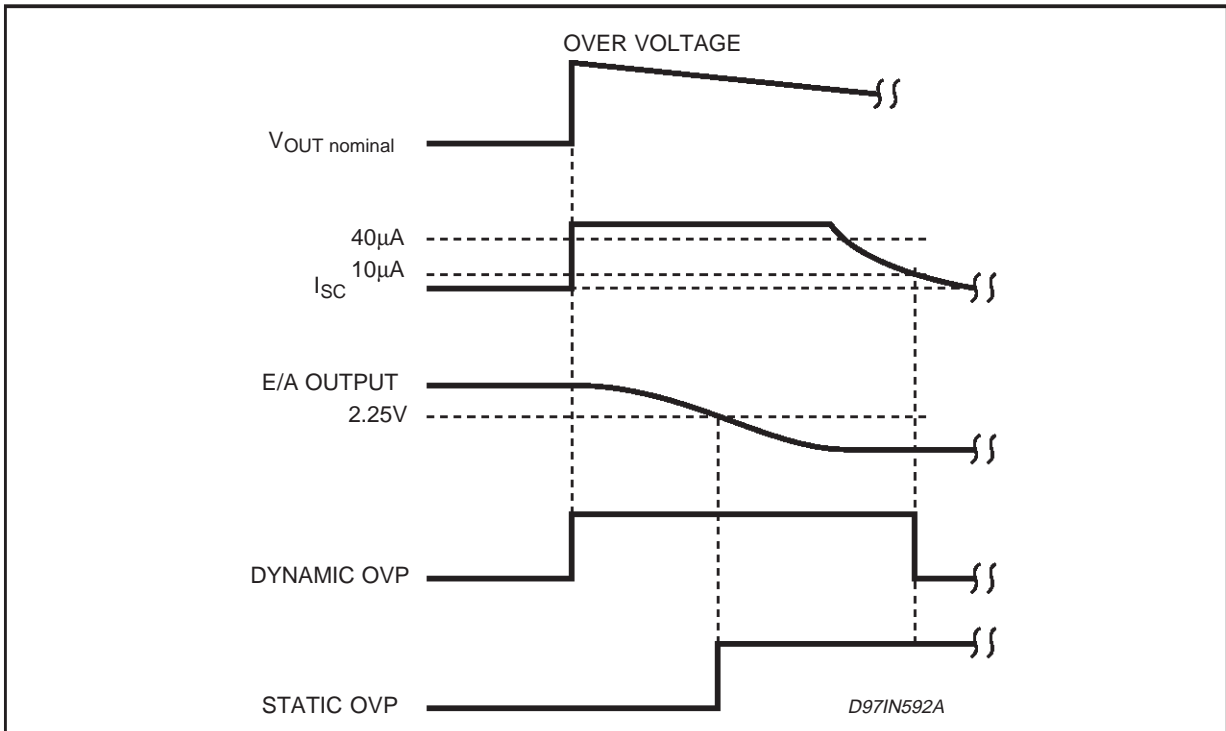 OVER VOLTAGE
VOUT nominal
40µA
10µA
ISC
E/A OUTPUT
2.25V
DYNAMIC OVP
STATIC OVP
D97IN592A